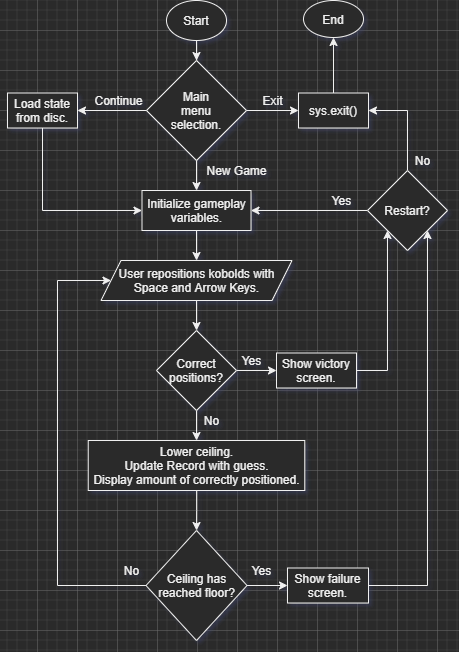 Start
End
Main
menu
selection.
Continue
Exit
Load state
from disc.
sys.exit()
New Game
No
Initialize gameplay
variables.
Yes
Restart?
User repositions kobolds with
Space and Arrow Keys.
Correct
positions?
Yes
Show victory
screen.
No
Lower ceiling.
Update Record with guess.
Display amount of correctly positioned.
No
Ceiling has
reached floor?
Yes
Show failure
screen.